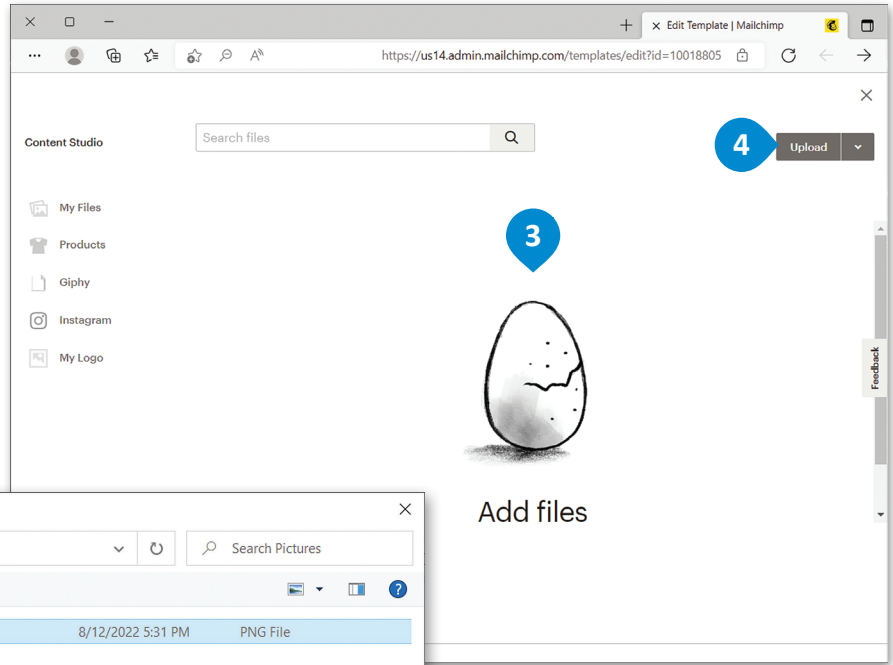 Edit Template | Mailchimp
https://us14.admin.mailchimp.com/templates/edit?id=10018805
Content Studio
Search files
4
Upload
My Files
Products
Giphy
Instagram
My Logo
3
Feedback
Add files
Search Pictures
?
8/12/2022 5:31 PM PNG File